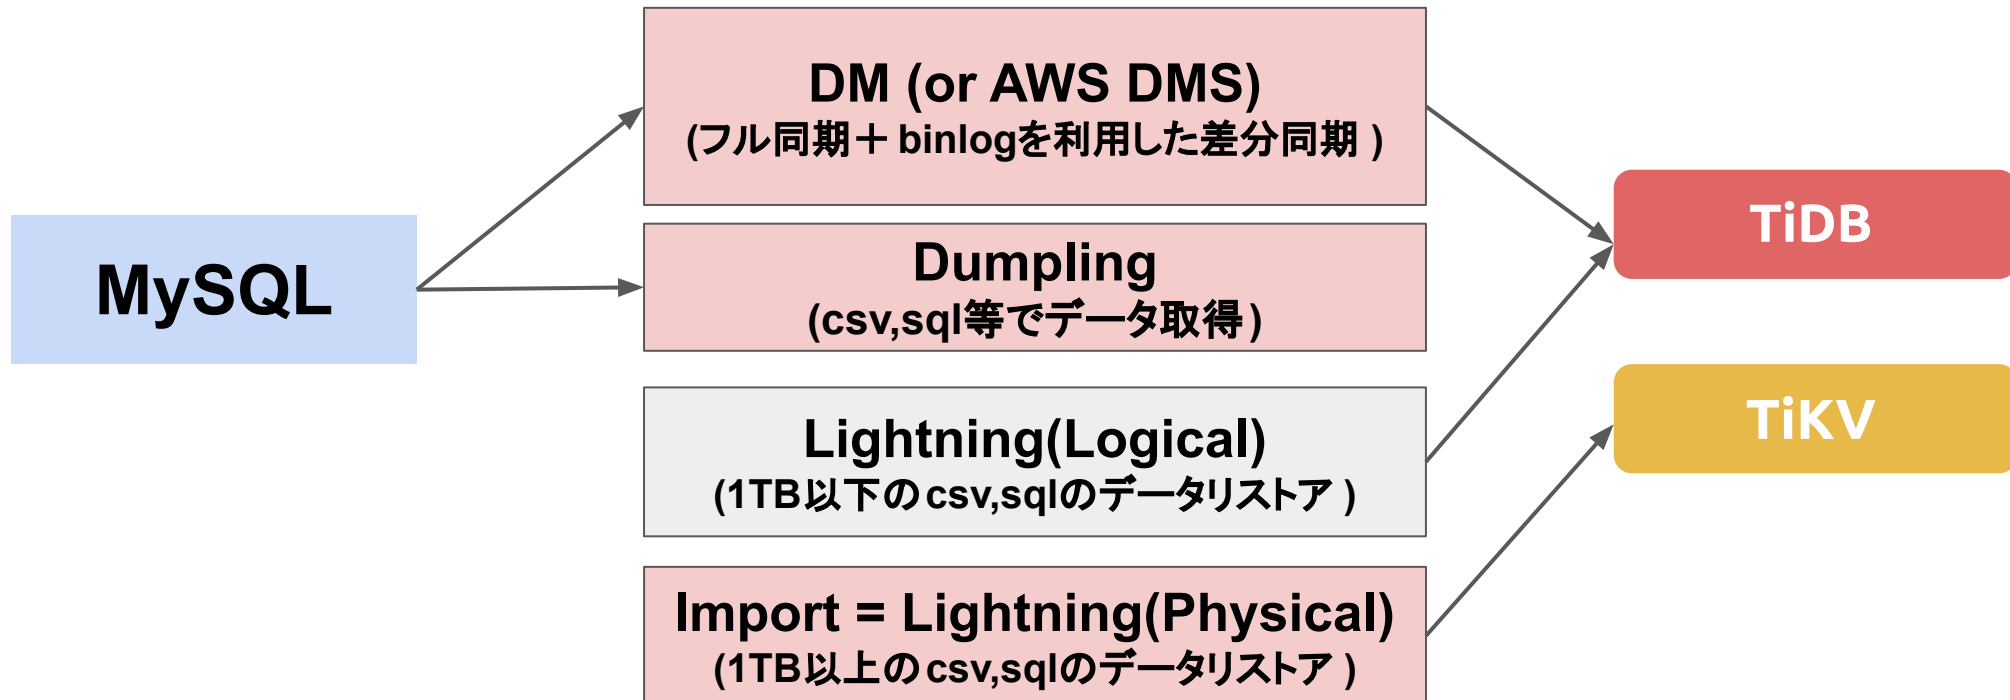 MySQL
DM (or AWS DMS)
(フル同期＋binlogを利用した差分同期)
Dumpling
(csv,sql等でデータ取得)
Lightning(Logical)
(1TB以下のcsv,sqlのデータリストア)
Import = Lightning(Physical)
(1TB以上のcsv,sqlのデータリストア)
TiDB
TiKV